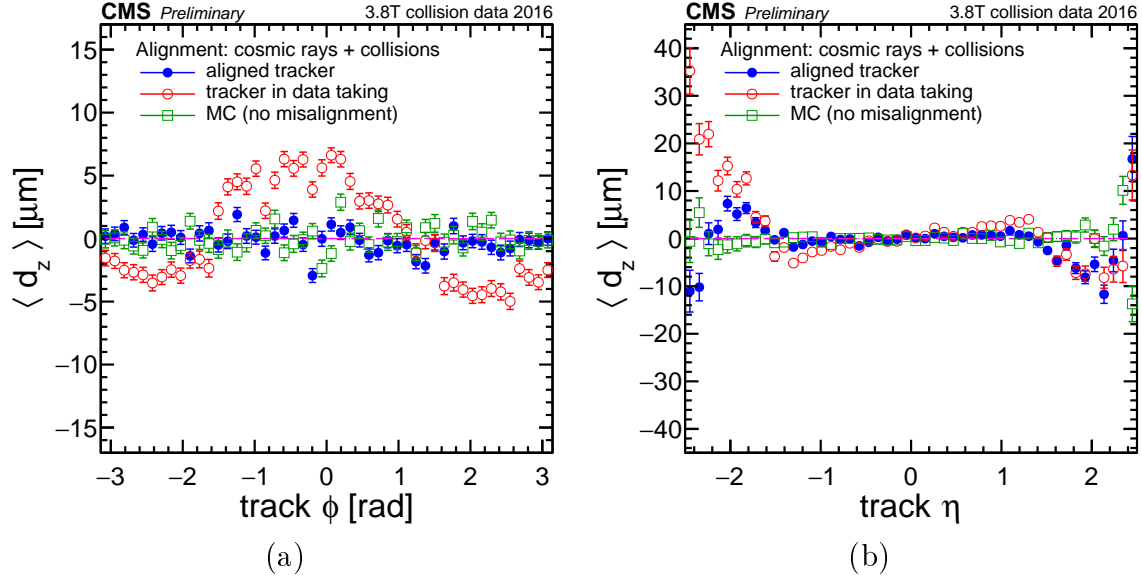 CMS Preliminary 3.8T collision data 2016
Alignment: cosmic rays + collisions
aligned tracker
tracker in data taking
MC (no misalignment)
15
10
5
0
−5
−10
−15
⟨ d_z ⟩ [μm]
−3 −2 −1 0 1 2 3
track ϕ [rad]
(a)
CMS Preliminary 3.8T collision data 2016
Alignment: cosmic rays + collisions
aligned tracker
tracker in data taking
MC (no misalignment)
40
30
20
10
0
−10
−20
−30
−40
⟨ d_z ⟩ [μm]
−2 −1 0 1 2
track η
(b)